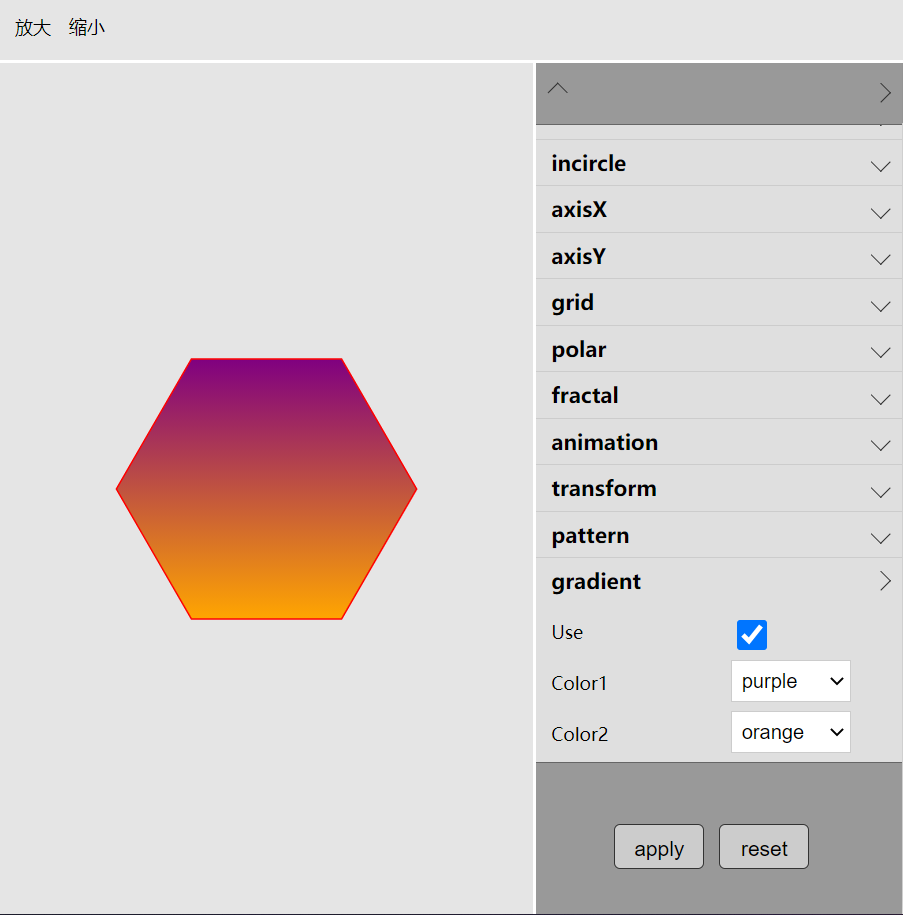 放大 缩小
incircle
axisX
axisY
grid
polar
fractal
animation
transform
pattern
gradient
Use
Color1 purple
Color2 orange
apply reset